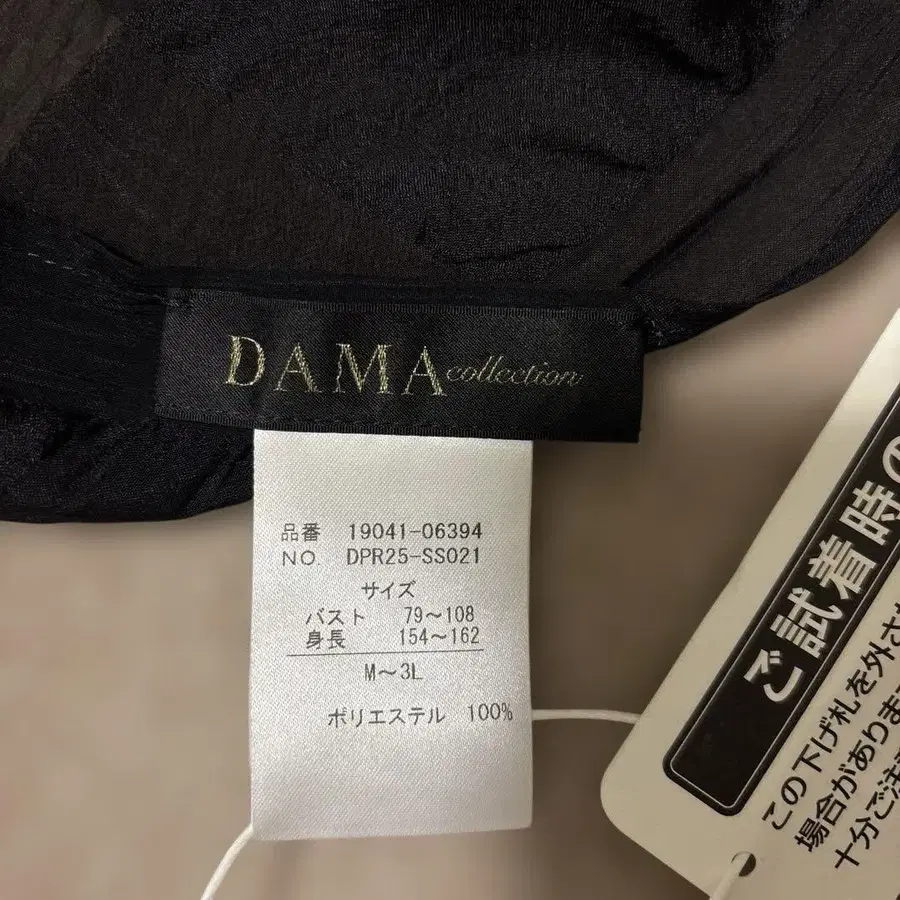 DAMA collection
品番 19041-06394
NO. DPR25-SS021
サイズ
バスト 79～108
身長 154～162
M～3L
ポリエステル 100%
ご試着時の
この下げ札を外さ
場合があります
十分ご注